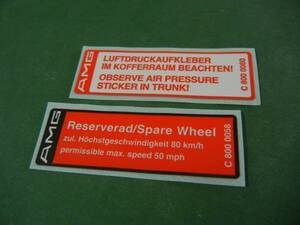 AMG
LUFTDRUCKAUFKLEBER
IM KOFFERRAUM BEACHTEN!
OBSERVE AIR PRESSURE
STICKER IN TRUNK!
C 800 0060
AMG
Reserverad/Spare Wheel
zul. Höchstgeschwindigkeit 80 km/h
permissible max. speed 50 mph
C 800 0058